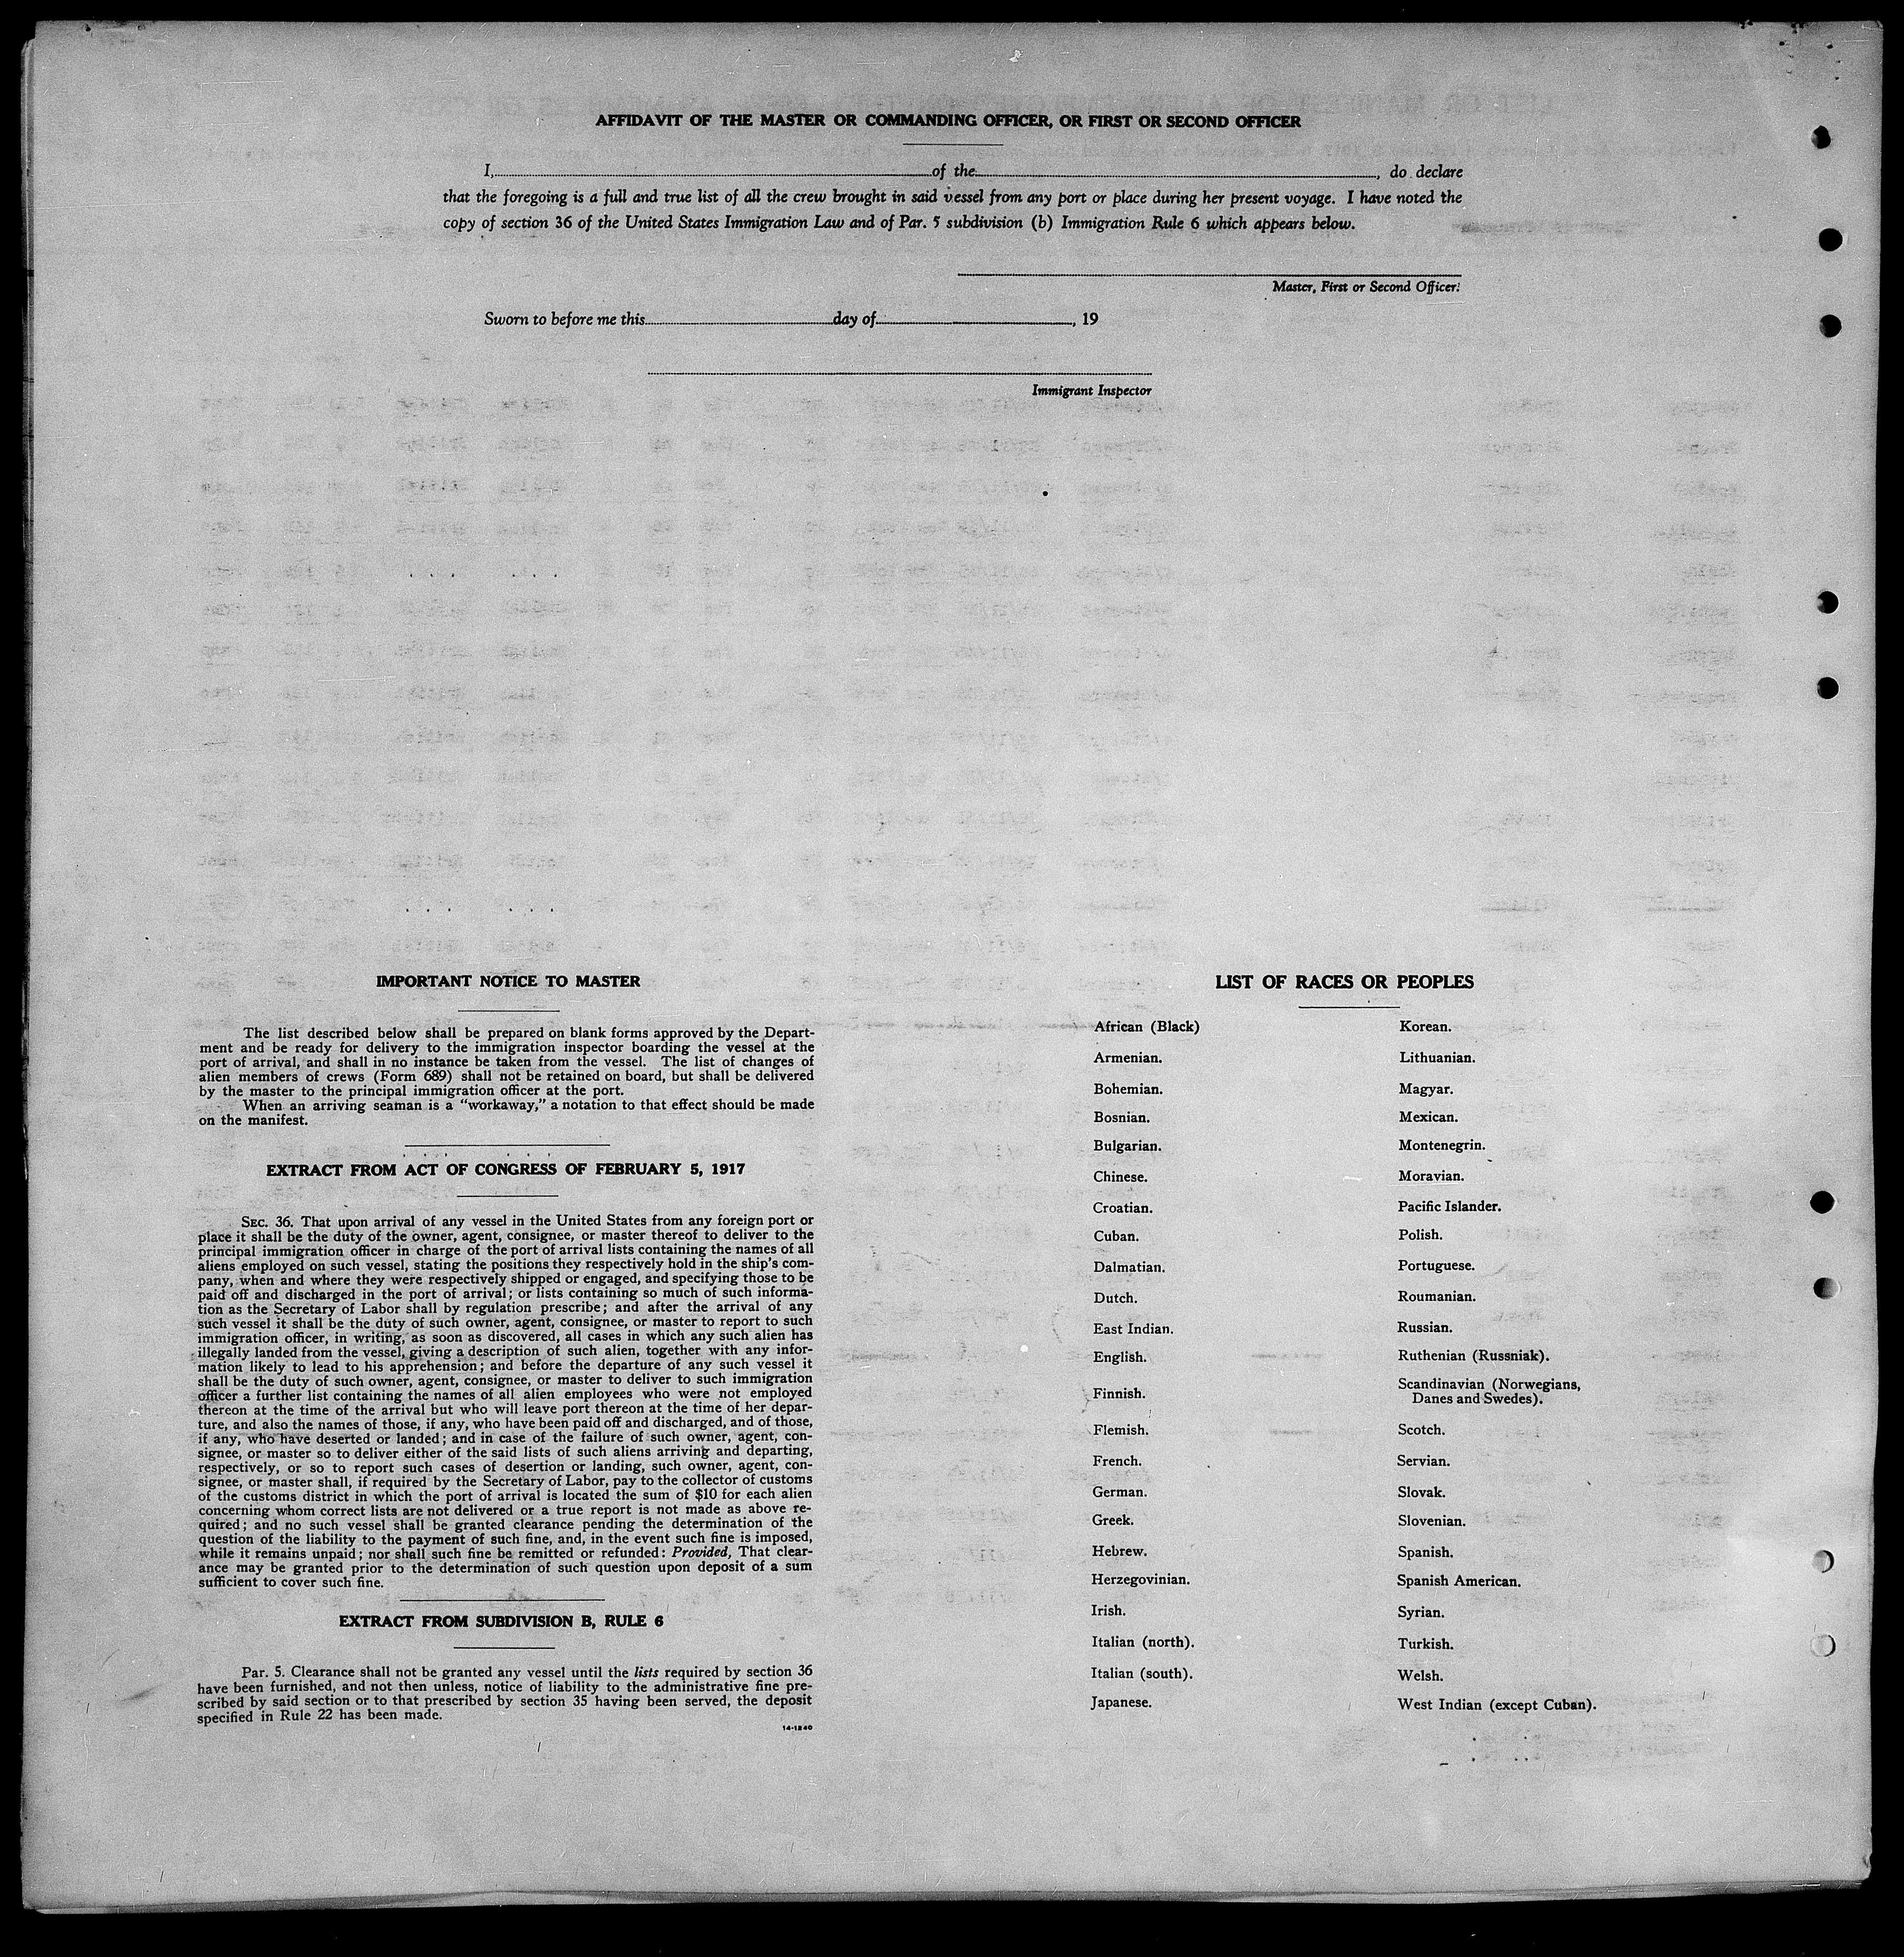 AFFIDAVIT OF THE MASTER OR COMMANDING OFFICER, OR FIRST OR SECOND OFFICER
I, of the , do declare
that the foregoing is a full and true list of all the crew brought in said vessel from any port or place during her present voyage. I have noted the
copy of section 36 of the United States Immigration Law and of Par. 5 subdivision (b) Immigration Rule 6 which appears below.
Master, First or Second Officer.
Sworn to before me this day of , 19
Immigrant Inspector
IMPORTANT NOTICE TO MASTER
The list described below shall be prepared on blank forms approved by the Depart-
ment and be ready for delivery to the immigration inspector boarding the vessel at the
port of arrival, and shall in no instance be taken from the vessel. The list of changes of
alien members of crews (Form 689) shall not be retained on board, but shall be delivered
by the master to the principal immigration officer at the port.
When an arriving seaman is a "workaway," a notation to that effect should be made
on the manifest.
EXTRACT FROM ACT OF CONGRESS OF FEBRUARY 5, 1917
SEC. 36. That upon arrival of any vessel in the United States from any foreign port or
place it shall be the duty of the owner, agent, consignee, or master thereof to deliver to the
principal immigration officer in charge of the port of arrival lists containing the names of all
aliens employed on such vessel, stating the positions they respectively hold in the ship's com-
pany, when and where they were respectively shipped or engaged, and specifying those to be
paid off and discharged in the port of arrival; or lists containing so much of such informa-
tion as the Secretary of Labor shall by regulation prescribe; and after the arrival of any
such vessel it shall be the duty of such owner, agent, consignee, or master to report to such
immigration officer, in writing, as soon as discovered, all cases in which any such alien has
illegally landed from the vessel, giving a description of such alien, together with any infor-
mation likely to lead to his apprehension; and before the departure of any such vessel it
shall be the duty of such owner, agent, consignee, or master to deliver to such immigration
officer a further list containing the names of all alien employees who were not employed
thereon at the time of the arrival but who will leave port thereon at the time of her depar-
ture, and also the names of those, if any, who have been paid off and discharged, and of those,
if any, who have deserted or landed; and in case of the failure of such owner, agent, con-
signee, or master so to deliver either of the said lists of such aliens arriving and departing,
respectively, or so to report such cases of desertion or landing, such owner, agent, con-
signee, or master shall, if required by the Secretary of Labor, pay to the collector of customs
of the customs district in which the port of arrival is located the sum of $10 for each alien
concerning whom correct lists are not delivered or a true report is not made as above re-
quired; and no such vessel shall be granted clearance pending the determination of the
question of the liability to the payment of such fine, and, in the event such fine is imposed,
while it remains unpaid; nor shall such fine be remitted or refunded: Provided, That clear-
ance may be granted prior to the determination of such question upon deposit of a sum
sufficient to cover such fine.
EXTRACT FROM SUBDIVISION B, RULE 6
Par. 5. Clearance shall not be granted any vessel until the lists required by section 36
have been furnished, and not then unless, notice of liability to the administrative fine pre-
scribed by said section or to that prescribed by section 35 having been served, the deposit
specified in Rule 22 has been made.
14-1240
LIST OF RACES OR PEOPLES
African (Black)
Armenian.
Bohemian.
Bosnian.
Bulgarian.
Chinese.
Croatian.
Cuban.
Dalmatian.
Dutch.
East Indian.
English.
Finnish.
Flemish.
French.
German.
Greek.
Hebrew.
Herzegovinian.
Irish.
Italian (north).
Italian (south).
Japanese.
Korean.
Lithuanian.
Magyar.
Mexican.
Montenegrin.
Moravian.
Pacific Islander.
Polish.
Portuguese.
Roumanian.
Russian.
Ruthenian (Russniak).
Scandinavian (Norwegians,
Danes and Swedes).
Scotch.
Servian.
Slovak.
Slovenian.
Spanish.
Spanish American.
Syrian.
Turkish.
Welsh.
West Indian (except Cuban).